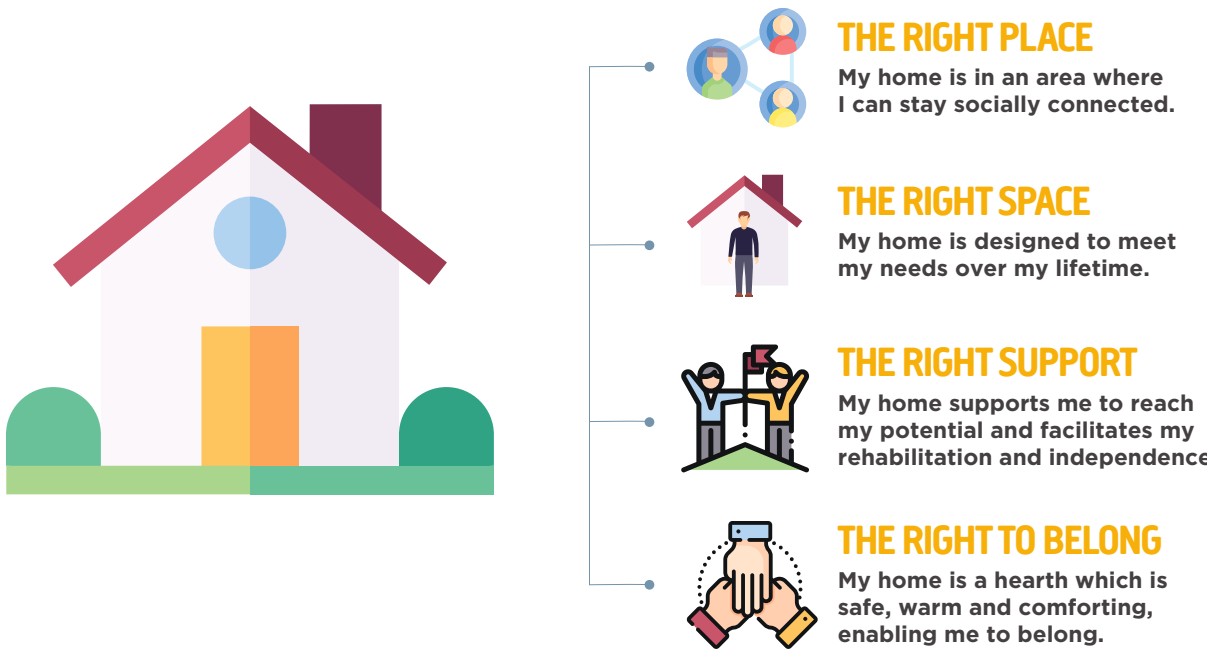 THE RIGHT PLACE
My home is in an area where
I can stay socially connected.
THE RIGHT SPACE
My home is designed to meet
my needs over my lifetime.
THE RIGHT SUPPORT
My home supports me to reach
my potential and facilitates my
rehabilitation and independence
THE RIGHT TO BELONG
My home is a hearth which is
safe, warm and comforting,
enabling me to belong.